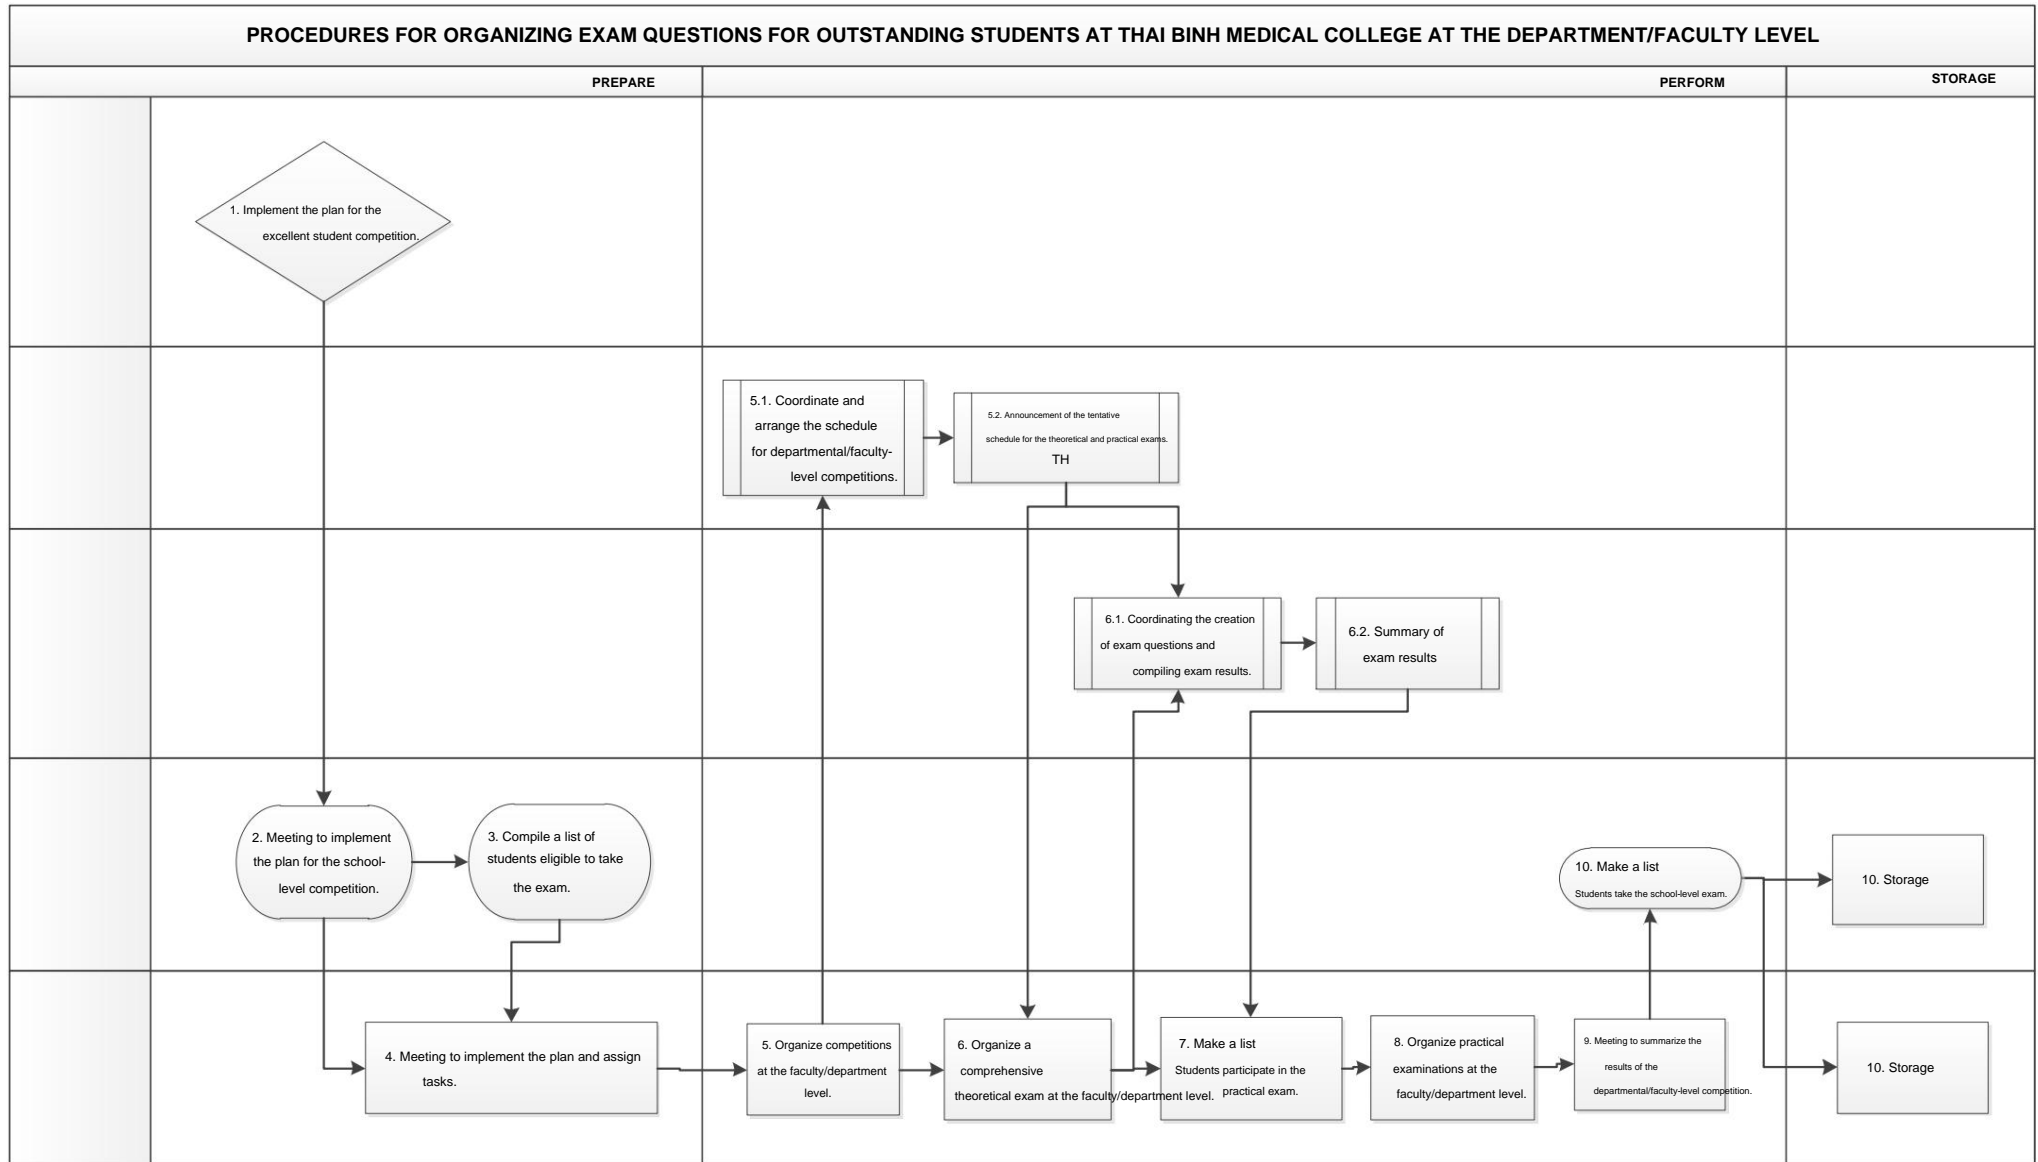 PROCEDURES FOR ORGANIZING EXAM QUESTIONS FOR OUTSTANDING STUDENTS AT THAI BINH MEDICAL COLLEGE AT THE DEPARTMENT/FACULTY LEVEL
PREPARE
PERFORM
STORAGE
1. Implement the plan for the
excellent student competition.
5.1. Coordinate and
arrange the schedule
for departmental/faculty-
level competitions.
5.2. Announcement of the tentative
schedule for the theoretical and practical exams.
TH
6.1. Coordinating the creation
of exam questions and
compiling exam results.
6.2. Summary of
exam results
2. Meeting to implement
the plan for the school-
level competition.
3. Compile a list of
students eligible to take
the exam.
10. Make a list
Students take the school-level exam.
10. Storage
4. Meeting to implement the plan and assign
tasks.
5. Organize competitions
at the faculty/department
level.
6. Organize a
comprehensive
theoretical exam at the faculty/department level.
7. Make a list
Students participate in the
practical exam.
8. Organize practical
examinations at the
faculty/department level.
9. Meeting to summarize the
results of the
departmental/faculty-level competition.
10. Storage